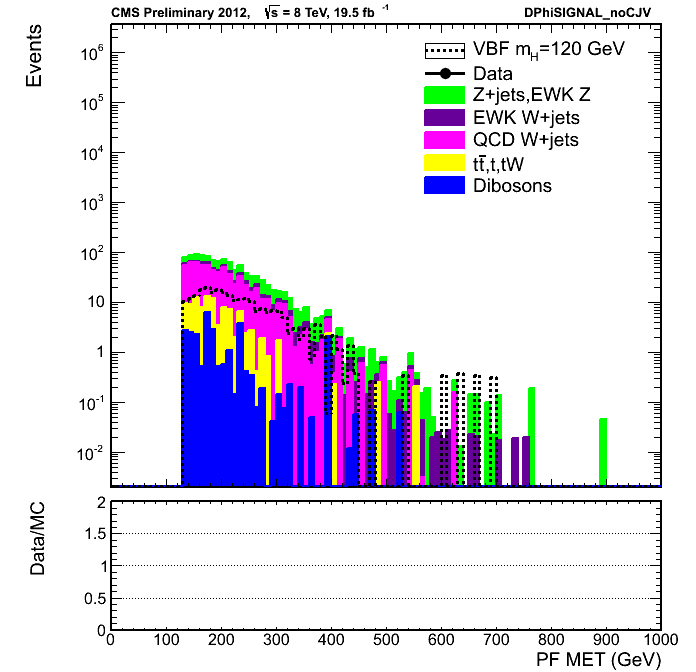 CMS Preliminary 2012, √s = 8 TeV, 19.5 fb⁻¹ DPhiSIGNAL_noCJV
Events
10⁶
10⁵
10⁴
10³
10²
10
1
10⁻¹
10⁻²
VBF m_H=120 GeV
Data
Z+jets,EWK Z
EWK W+jets
QCD W+jets
tt̄,t,tW
Dibosons
Data/MC
2
1.5
1
0.5
0
0 100 200 300 400 500 600 700 800 900 1000
PF MET (GeV)